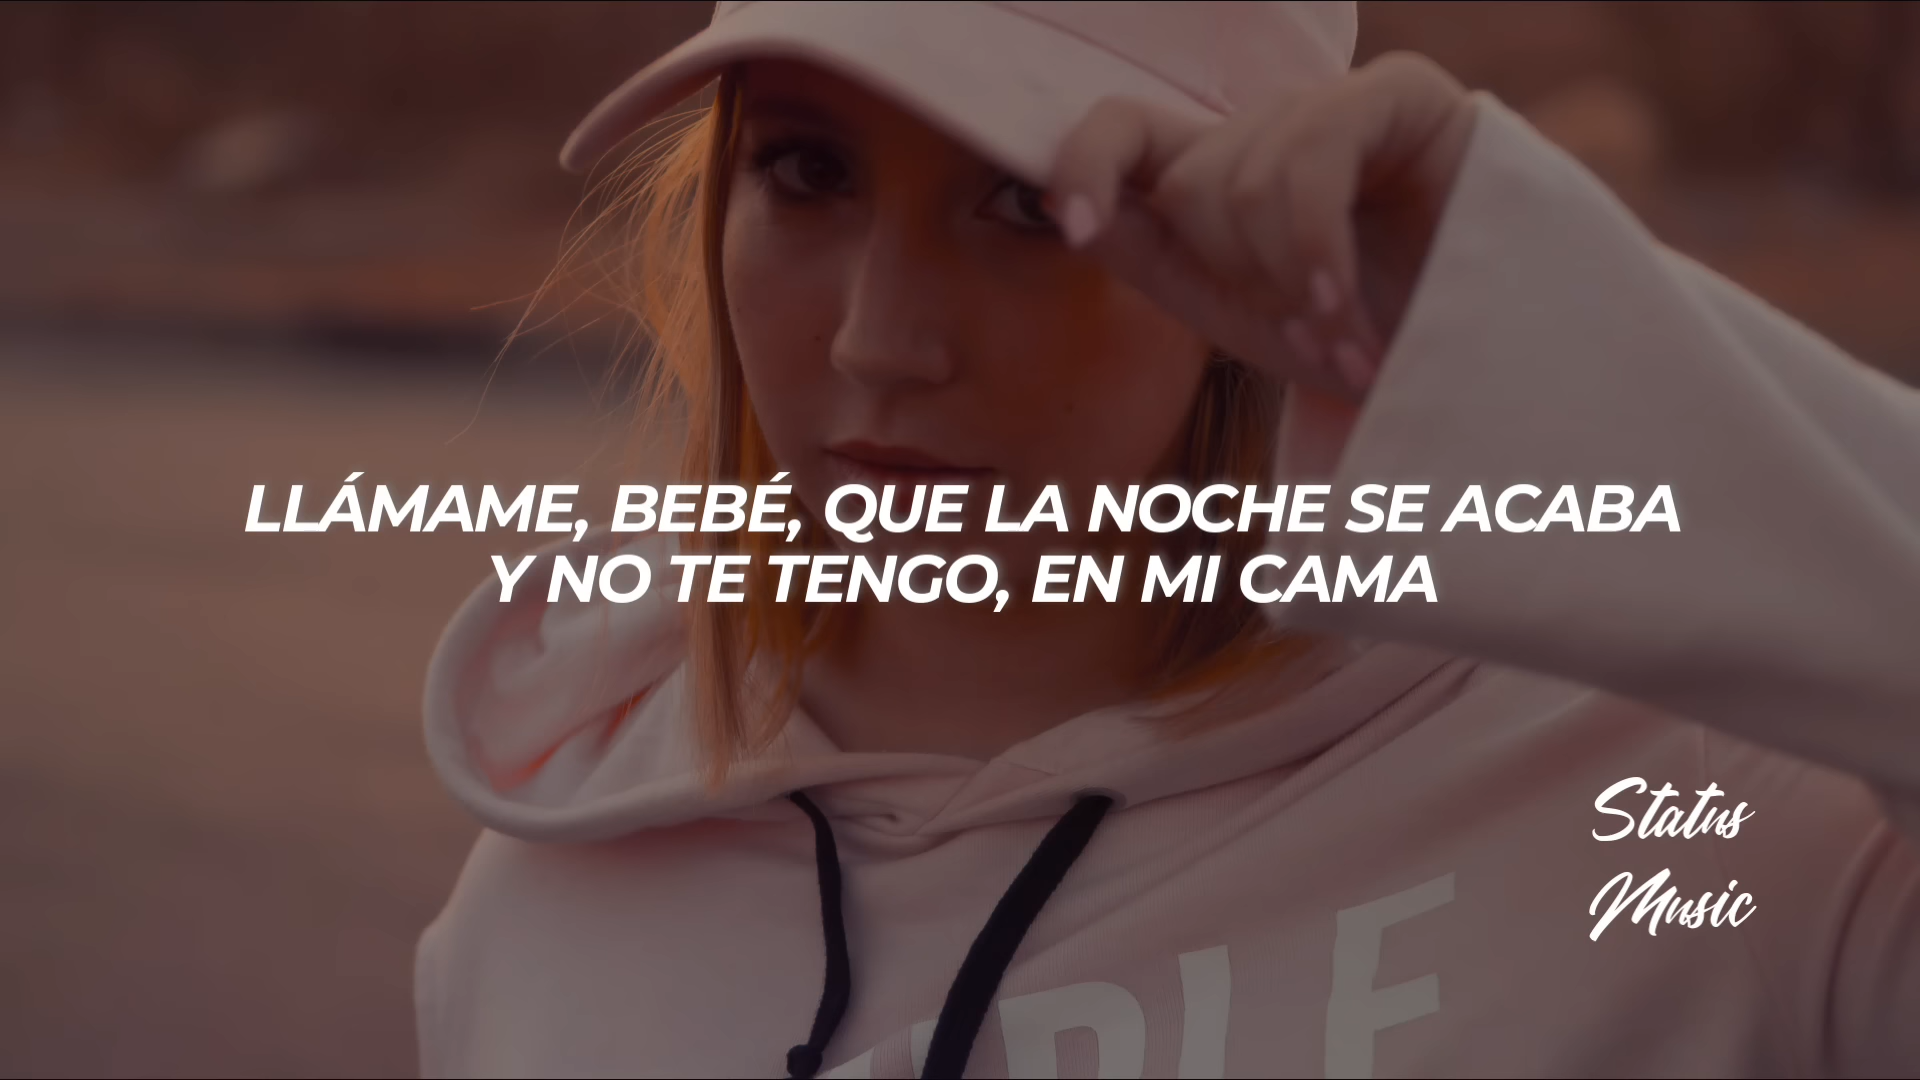 LLÁMAME, BEBÉ, QUE LA NOCHE SE ACABA
Y NO TE TENGO, EN MI CAMA
Status
Music